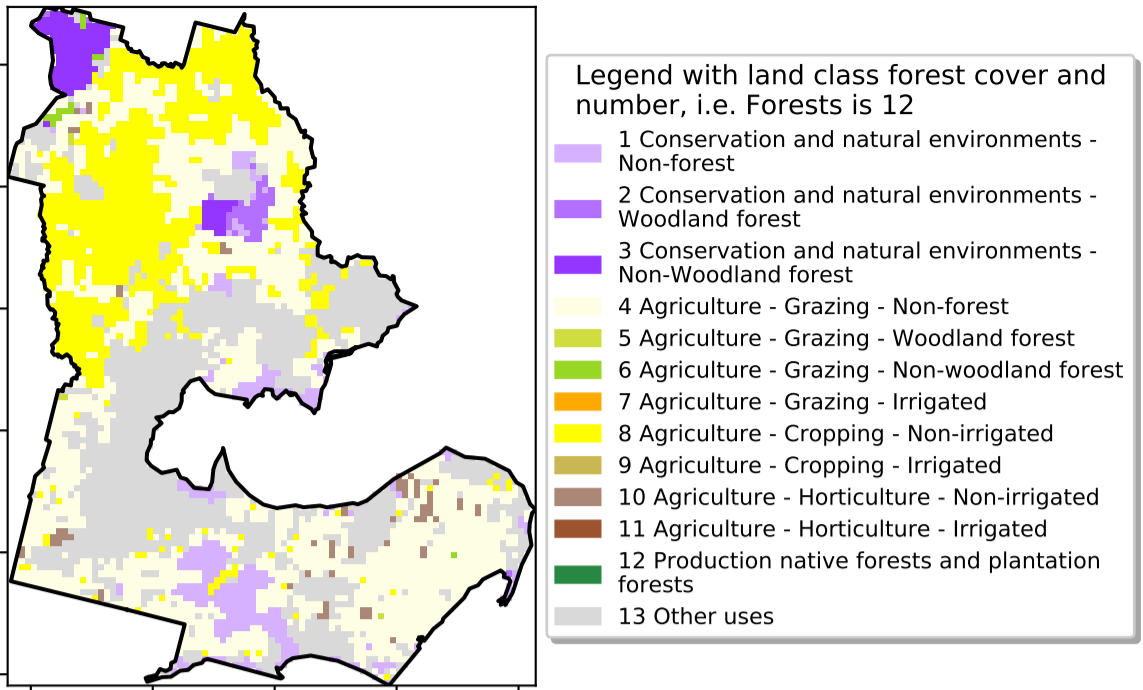 Legend with land class forest cover and
number, i.e. Forests is 12
1 Conservation and natural environments -
Non-forest
2 Conservation and natural environments -
Woodland forest
3 Conservation and natural environments -
Non-Woodland forest
4 Agriculture - Grazing - Non-forest
5 Agriculture - Grazing - Woodland forest
6 Agriculture - Grazing - Non-woodland forest
7 Agriculture - Grazing - Irrigated
8 Agriculture - Cropping - Non-irrigated
9 Agriculture - Cropping - Irrigated
10 Agriculture - Horticulture - Non-irrigated
11 Agriculture - Horticulture - Irrigated
12 Production native forests and plantation
forests
13 Other uses